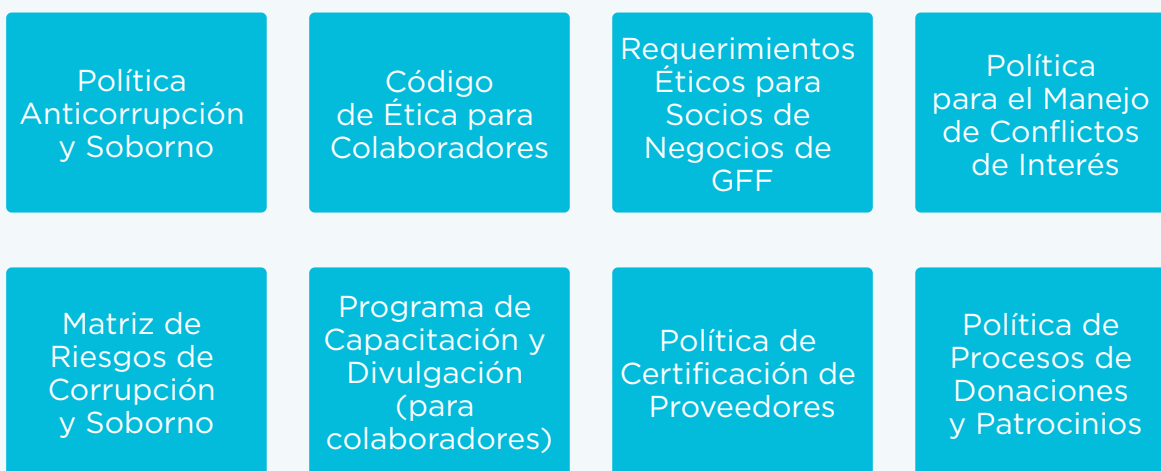 Política
Anticorrupción
y Soborno
Código
de Ética para
Colaboradores
Requerimientos
Éticos para
Socios de
Negocios de
GFF
Política
para el Manejo
de Conflictos
de Interés
Matriz de
Riesgos de
Corrupción
y Soborno
Programa de
Capacitación y
Divulgación
(para
colaboradores)
Política de
Certificación de
Proveedores
Política de
Procesos de
Donaciones
y Patrocinios